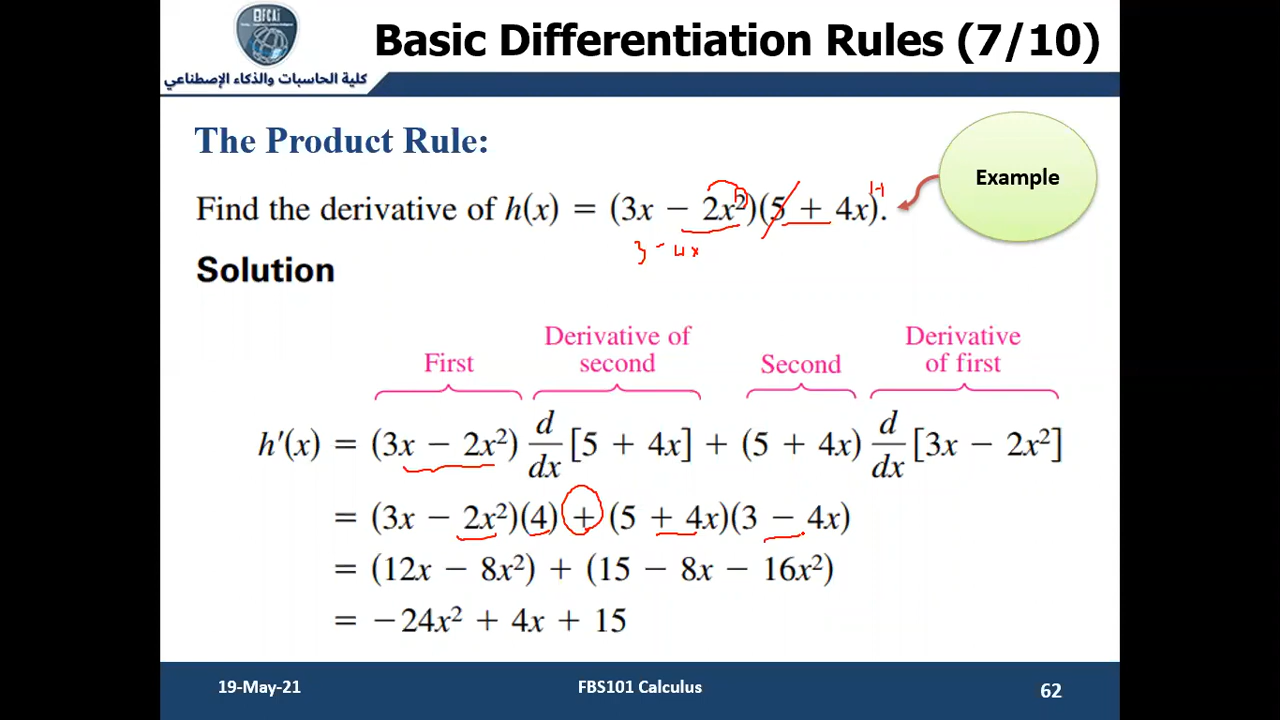 BFCAI
كلية الحاسبات والذكاء الإصطناعي
Basic Differentiation Rules (7/10)
The Product Rule:
Example
Find the derivative of h(x) = (3x − 2x²)(5 + 4x).
3 - 4x
Solution
First Derivative of second Second Derivative of first
h′(x) = (3x − 2x²) d/dx [5 + 4x] + (5 + 4x) d/dx [3x − 2x²]
= (3x − 2x²)(4) + (5 + 4x)(3 − 4x)
= (12x − 8x²) + (15 − 8x − 16x²)
= −24x² + 4x + 15
19-May-21 FBS101 Calculus 62